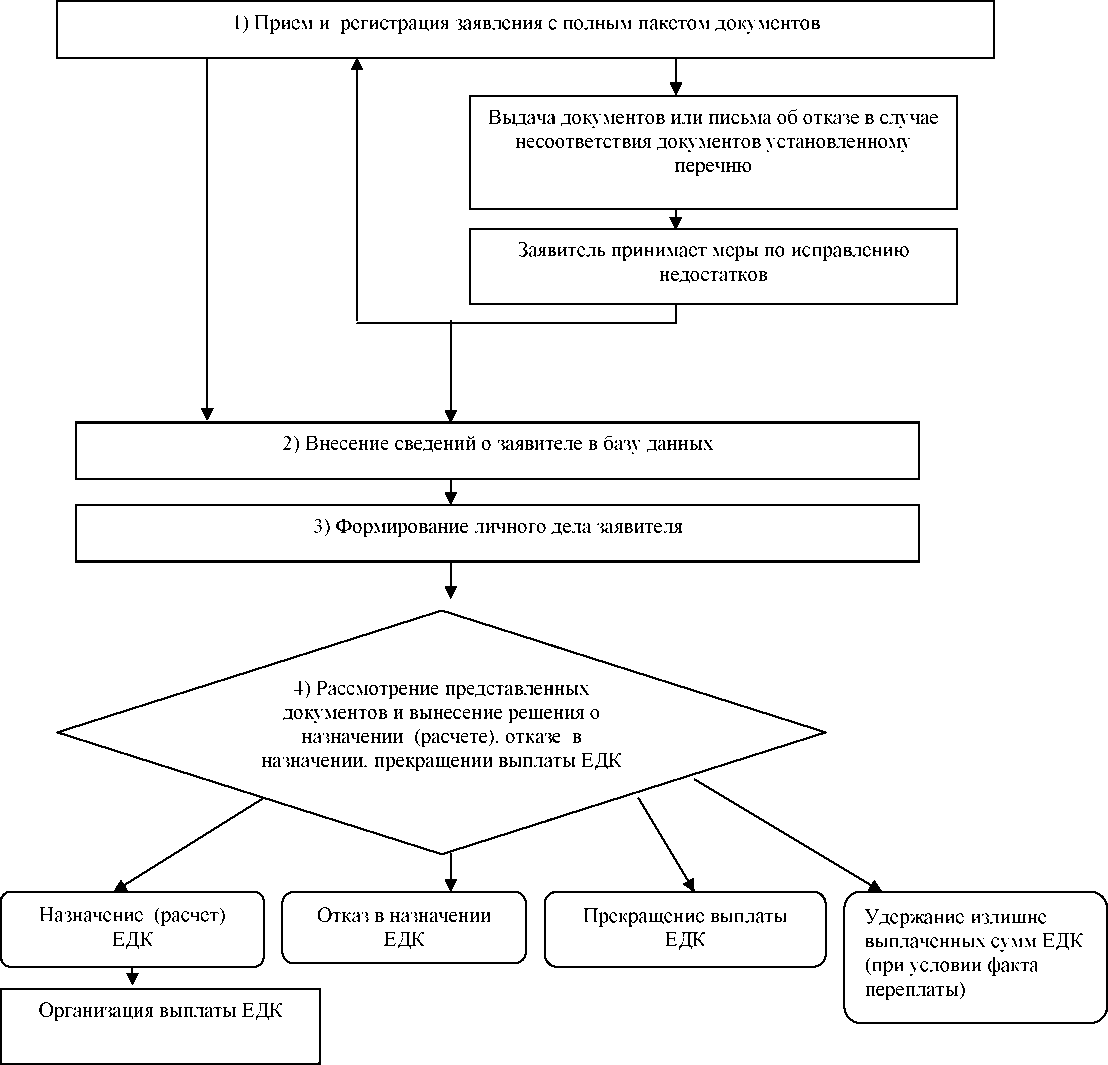 1) Прием и регистрация заявления с полным пакетом документов
Выдача документов или письма об отказе в случае
несоответствия документов установленному
перечню
Заявитель принимает меры по исправлению
недостатков
2) Внесение сведений о заявителе в базу данных
3) Формирование личного дела заявителя
4) Рассмотрение представленных
документов и вынесение решения о
назначении (расчете), отказе в
назначении, прекращении выплаты ЕДК
Назначение (расчет)
ЕДК
Отказ в назначении
ЕДК
Прекращение выплаты
ЕДК
Удержание излишне
выплаченных сумм ЕДК
(при условии факта
переплаты)
Организация выплаты ЕДК